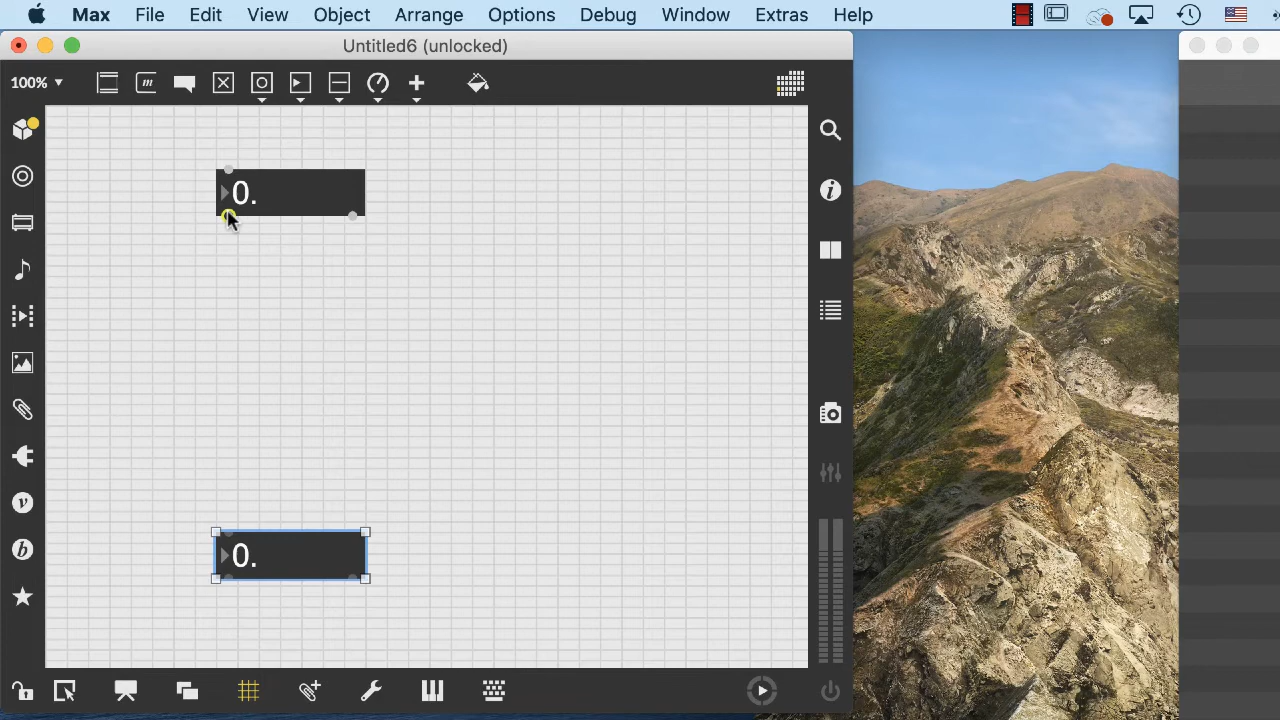 Max File Edit View Object Arrange Options Debug Window Extras Help
Untitled6 (unlocked)
100%
m
0.
0.
v
b